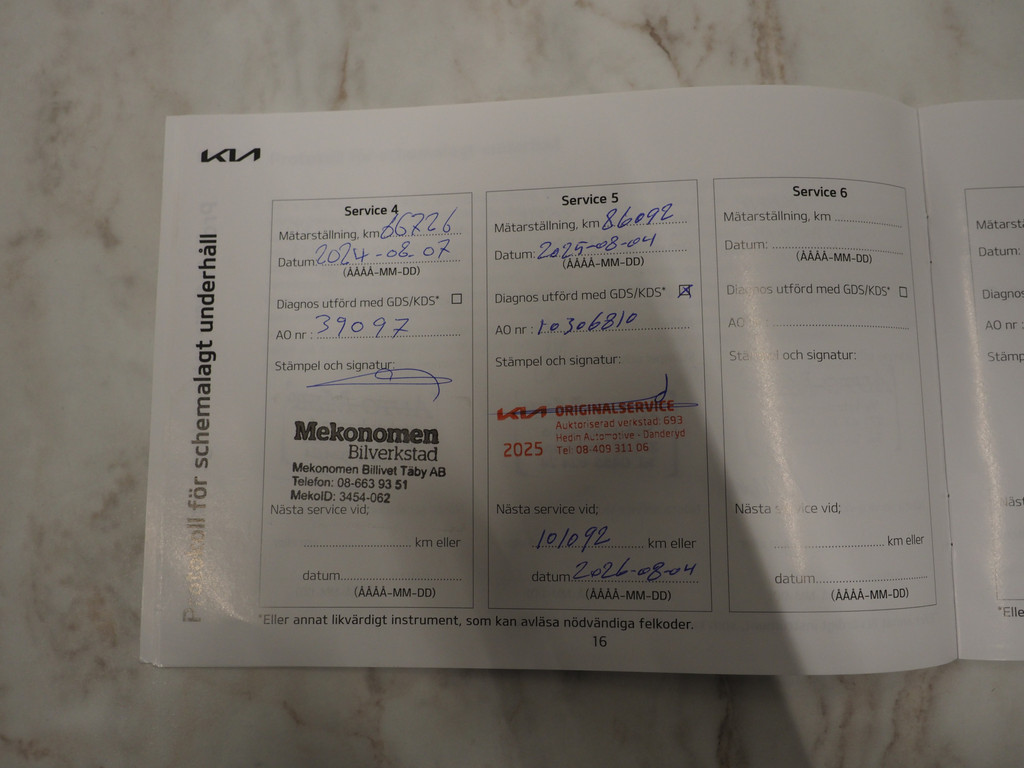 KIA
Protokoll för schemalagt underhåll
Service 4
Mätarställning, km 66726
Datum: 2024-08-07
(ÅÅÅÅ-MM-DD)
Diagnos utförd med GDS/KDS*
AO nr : 39097
Stämpel och signatur:
Mekonomen
Bilverkstad
Mekonomen Billivet Täby AB
Telefon: 08-663 93 51
MekoID: 3454-062
Nästa service vid;
km eller
datum
(ÅÅÅÅ-MM-DD)
Service 5
Mätarställning, km 86092
Datum: 2025-08-04
(ÅÅÅÅ-MM-DD)
Diagnos utförd med GDS/KDS*
AO nr : 10306810
Stämpel och signatur:
KIA ORIGINALSERVICE
Auktoriserad verkstad: 693
Hedin Automotive - Danderyd
2025 Tel: 08-409 311 06
Nästa service vid;
101092 km eller
datum 2026-08-04
(ÅÅÅÅ-MM-DD)
Service 6
Mätarställning, km
Datum:
(ÅÅÅÅ-MM-DD)
Diagnos utförd med GDS/KDS*
AO
Stämpel och signatur:
Nästa service vid;
km eller
datum
(ÅÅÅÅ-MM-DD)
*Eller annat likvärdigt instrument, som kan avläsa nödvändiga felkoder.
16
Datum:
AO nr :